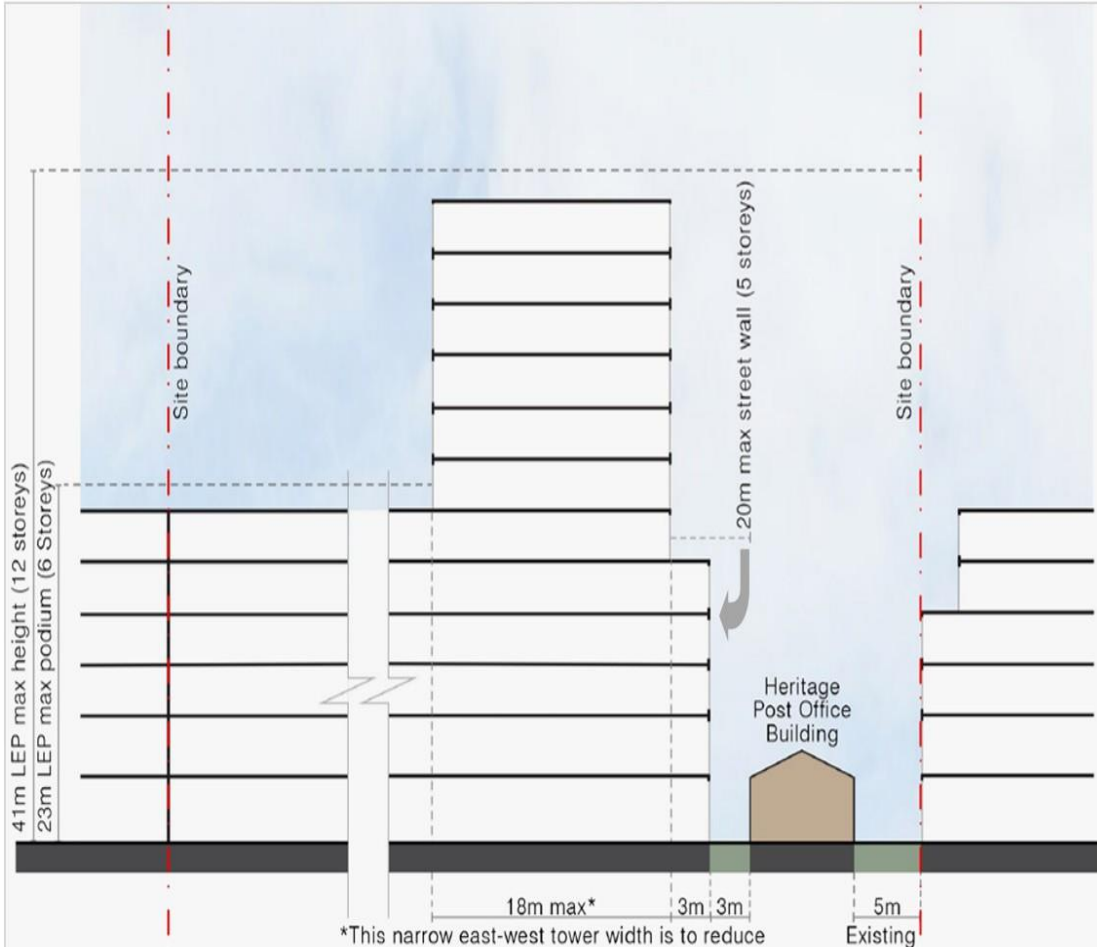 41m LEP max height (12 storeys)
23m LEP max podium (6 Storeys)
Site boundary
20m max street wall (5 storeys)
Site boundary
Heritage
Post Office
Building
18m max*
3m
3m
5m
*This narrow east-west tower width is to reduce
Existing